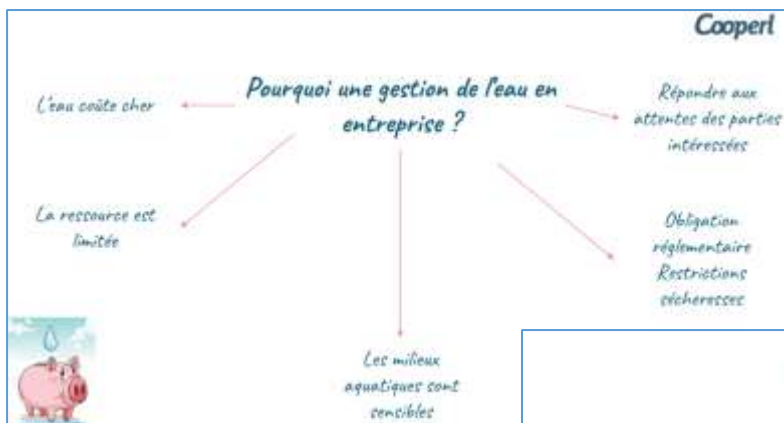 Cooperl
Pourquoi une gestion de l'eau en
entreprise ?
L'eau coûte cher
La ressource est
limitée
Les milieux
aquatiques sont
sensibles
Répondre aux
attentes des parties
intéressées
Obligation
réglementaire
Restrictions
sécheresses